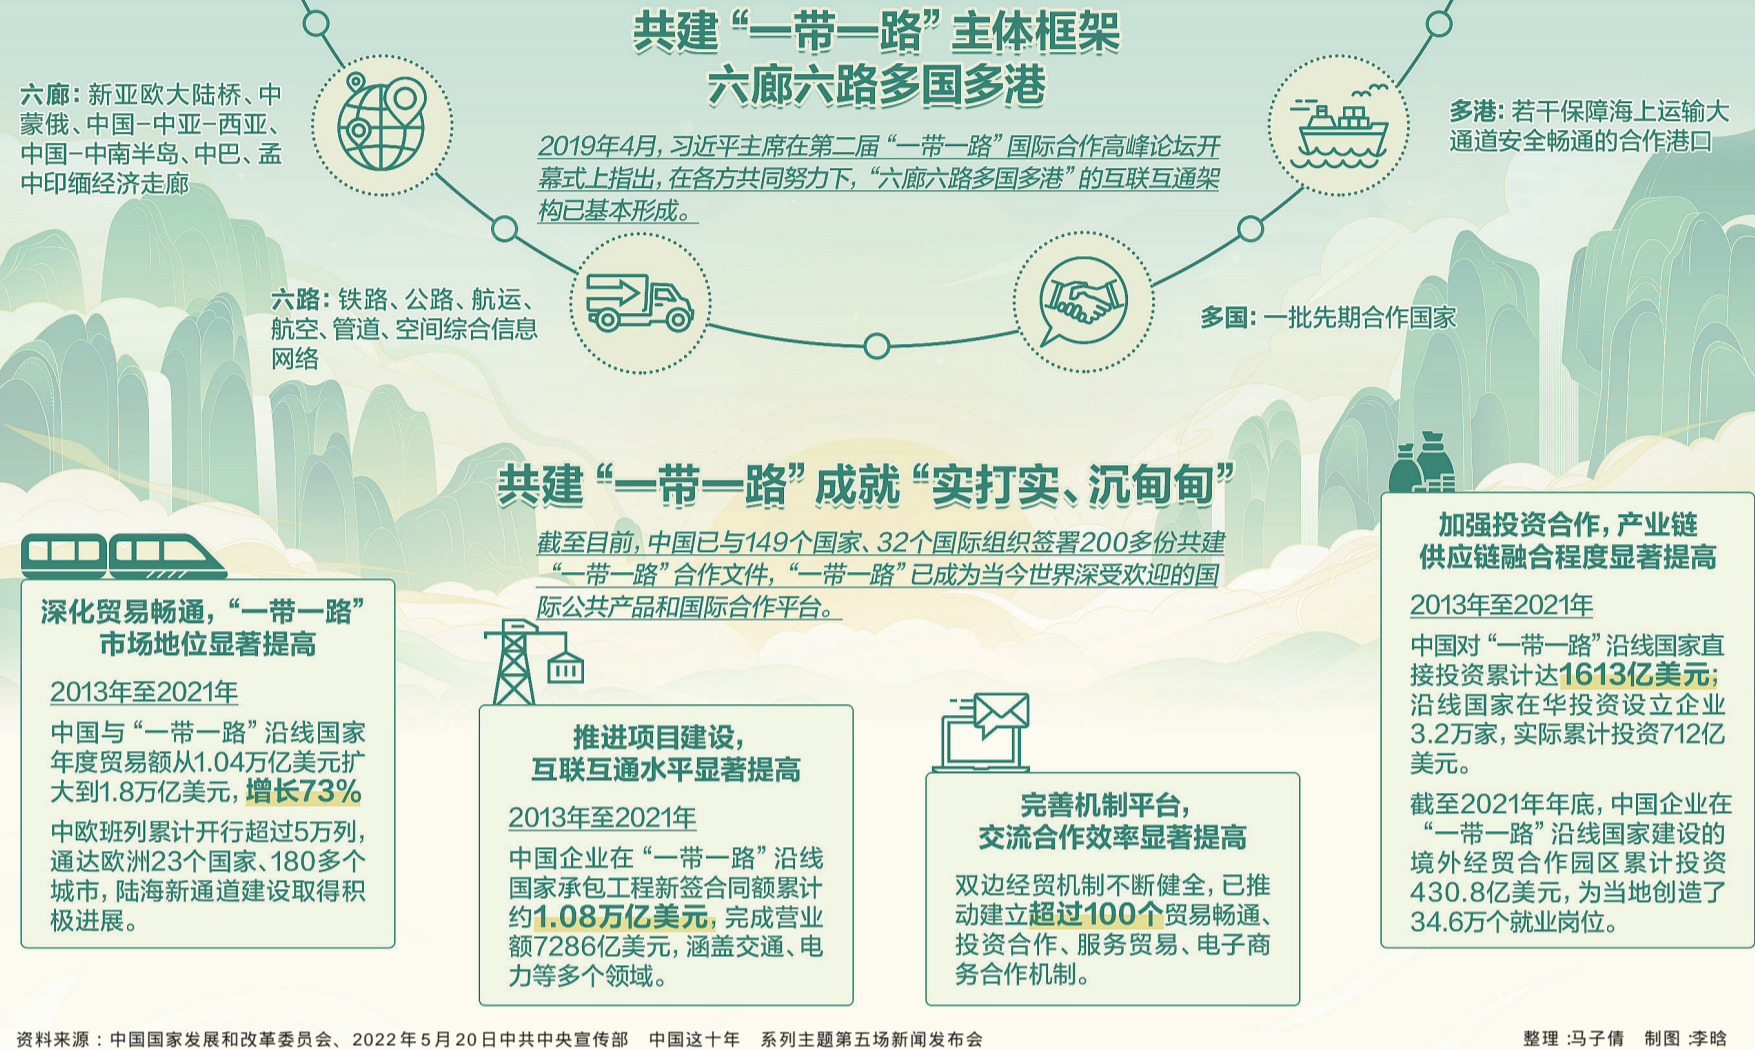 共建“一带一路”主体框架
六廊六路多国多港
2019年4月，习近平主席在第二届“一带一路”国际合作高峰论坛开
幕式上指出，在各方共同努力下，“六廊六路多国多港”的互联互通架
构已基本形成。
六廊：新亚欧大陆桥、中
蒙俄、中国-中亚-西亚、
中国-中南半岛、中巴、孟
中印缅经济走廊
六路：铁路、公路、航运、
航空、管道、空间综合信息
网络
多国：一批先期合作国家
多港：若干保障海上运输大
通道安全畅通的合作港口
共建“一带一路”成就“实打实、沉甸甸”
截至目前，中国已与149个国家、32个国际组织签署200多份共建
“一带一路”合作文件，“一带一路”已成为当今世界深受欢迎的国
际公共产品和国际合作平台。
深化贸易畅通，“一带一路”
市场地位显著提高
2013年至2021年
中国与“一带一路”沿线国家
年度贸易额从1.04万亿美元扩
大到1.8万亿美元，增长73%
中欧班列累计开行超过5万列，
通达欧洲23个国家、180多个
城市，陆海新通道建设取得积
极进展。
推进项目建设，
互联互通水平显著提高
2013年至2021年
中国企业在“一带一路”沿线
国家承包工程新签合同额累计
约1.08万亿美元，完成营业
额7286亿美元，涵盖交通、电
力等多个领域。
完善机制平台，
交流合作效率显著提高
双边经贸机制不断健全，已推
动建立超过100个贸易畅通、
投资合作、服务贸易、电子商
务合作机制。
加强投资合作，产业链
供应链融合程度显著提高
2013年至2021年
中国对“一带一路”沿线国家直
接投资累计达1613亿美元；
沿线国家在华投资设立企业
3.2万家，实际累计投资712亿
美元。
截至2021年年底，中国企业在
“一带一路”沿线国家建设的
境外经贸合作园区累计投资
430.8亿美元，为当地创造了
34.6万个就业岗位。
资料来源：中国国家发展和改革委员会、2022年5月20日中共中央宣传部 中国这十年 系列主题第五场新闻发布会
整理：马子倩 制图：李晗